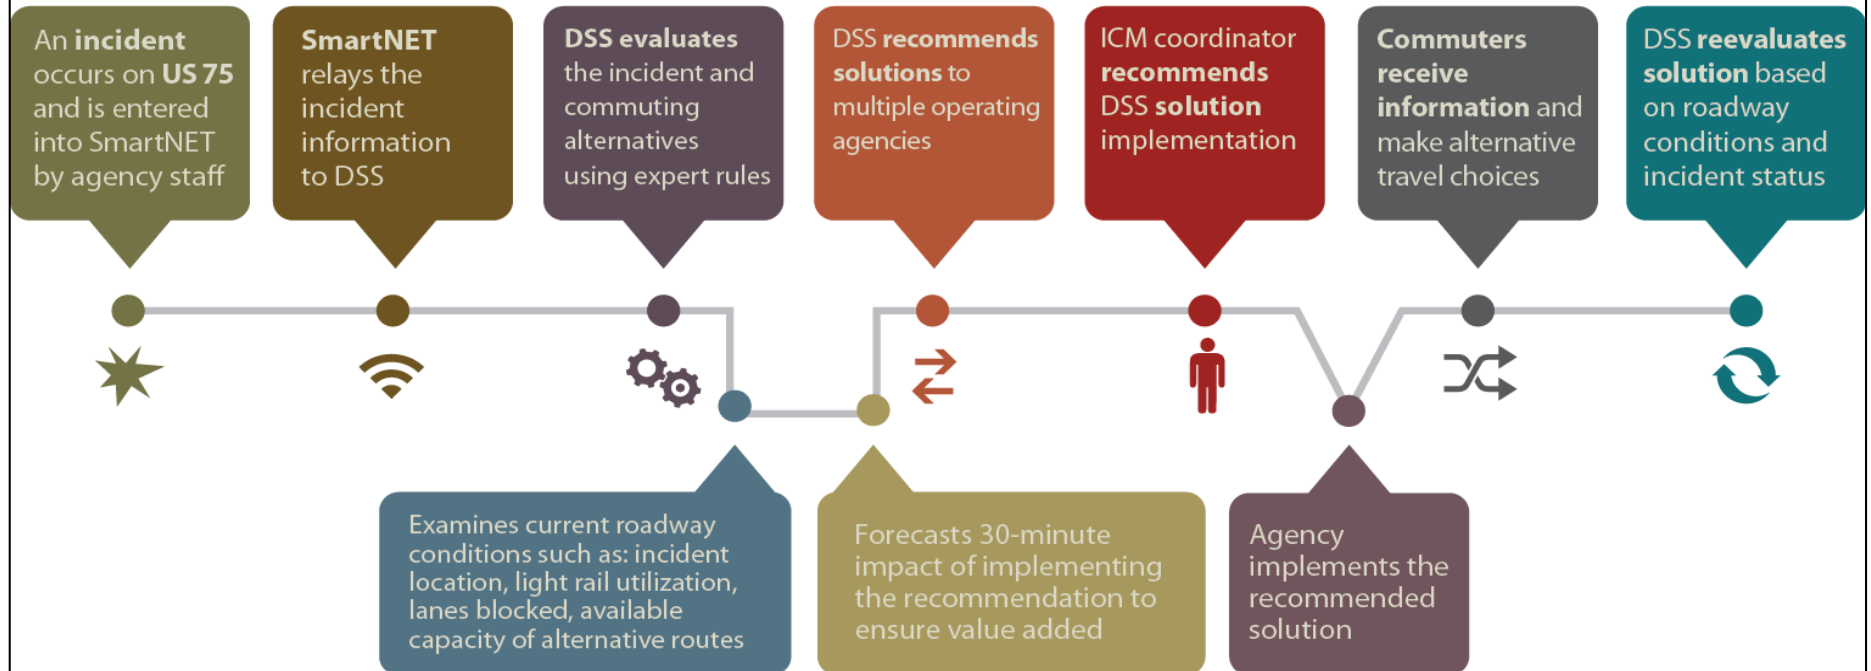 An incident
occurs on US 75
and is entered
into SmartNET
by agency staff
SmartNET
relays the
incident
information
to DSS
DSS evaluates
the incident and
commuting
alternatives
using expert rules
DSS recommends
solutions to
multiple operating
agencies
ICM coordinator
recommends
DSS solution
implementation
Commuters
receive
information and
make alternative
travel choices
DSS reevaluates
solution based
on roadway
conditions and
incident status
Examines current roadway
conditions such as: incident
location, light rail utilization,
lanes blocked, available
capacity of alternative routes
Forecasts 30-minute
impact of implementing
the recommendation to
ensure value added
Agency
implements the
recommended
solution